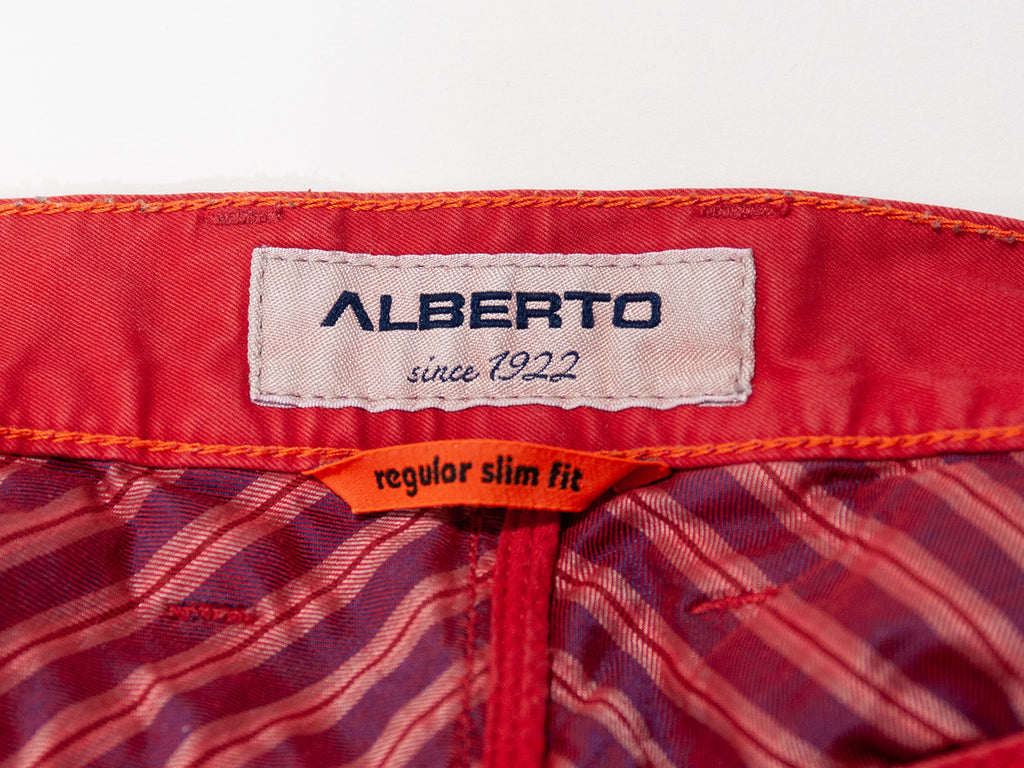 ALBERTO
since 1922
regular slim fit